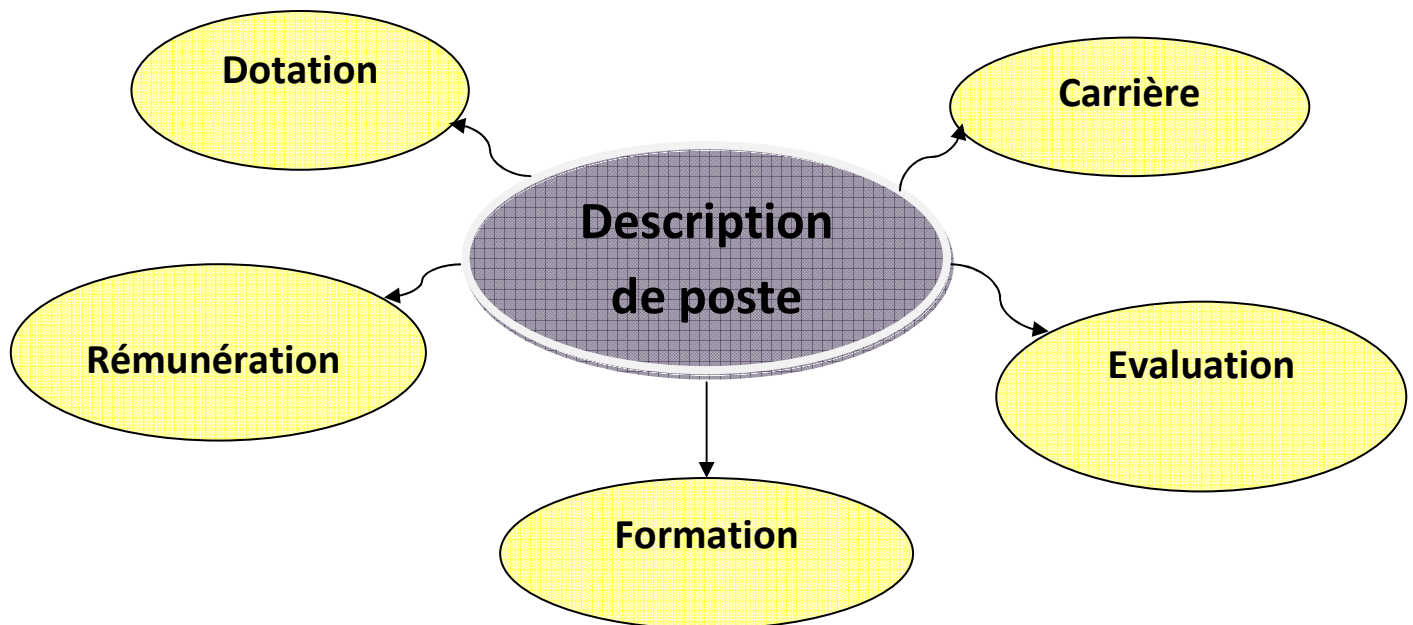 Dotation
Carrière
Description
de poste
Rémunération
Evaluation
Formation